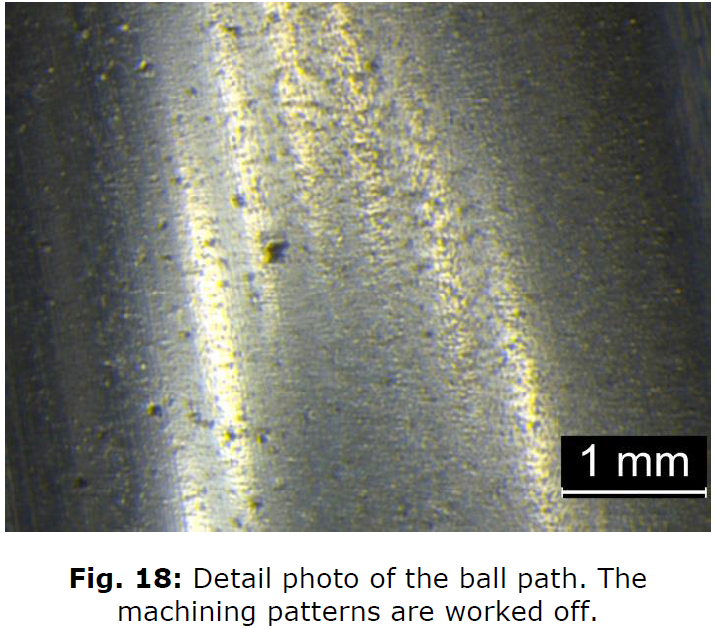 1 mm
Fig. 18: Detail photo of the ball path. The
machining patterns are worked off.